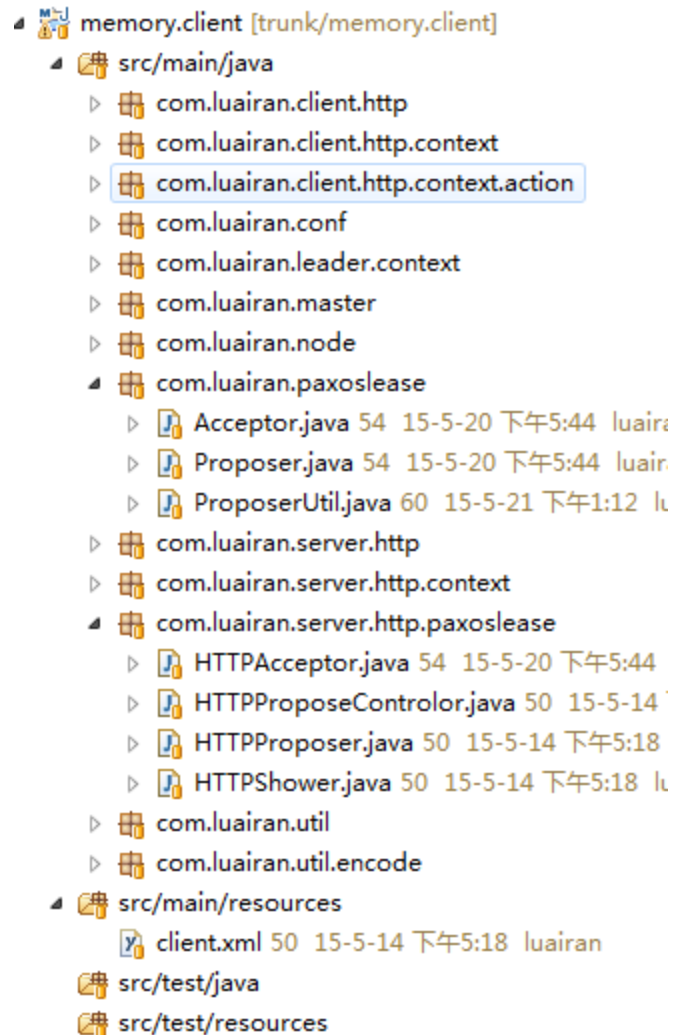 memory.client [trunk/memory.client]
src/main/java
com.luairan.client.http
com.luairan.client.http.context
com.luairan.client.http.context.action
com.luairan.conf
com.luairan.leader.context
com.luairan.master
com.luairan.node
com.luairan.paxoslease
Acceptor.java 54 15-5-20 下午5:44
Proposer.java 54 15-5-20 下午5:44
ProposerUtil.java 60 15-5-21 下午1:12
com.luairan.server.http
com.luairan.server.http.context
com.luairan.server.http.paxoslease
HTTPAcceptor.java 54 15-5-20 下午5:44
HTTPProposeControlor.java 50 15-5-14
HTTPProposer.java 50 15-5-14 下午5:18
HTTPShower.java 50 15-5-14 下午5:18
com.luairan.util
com.luairan.util.encode
src/main/resources
client.xml 50 15-5-14 下午5:18 luairan
src/test/java
src/test/resources